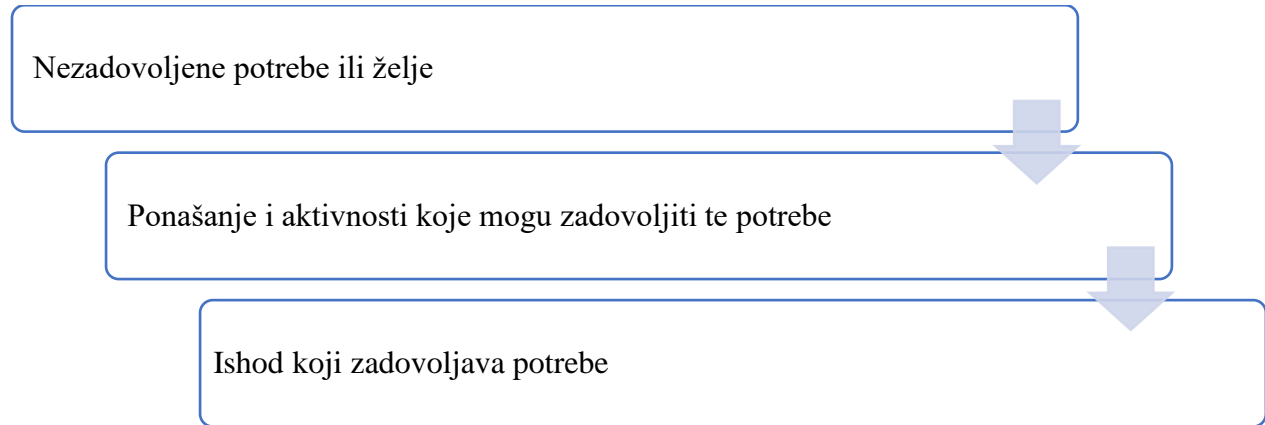 Nezadovoljene potrebe ili želje
Ponašanje i aktivnosti koje mogu zadovoljiti te potrebe
Ishod koji zadovoljava potrebe